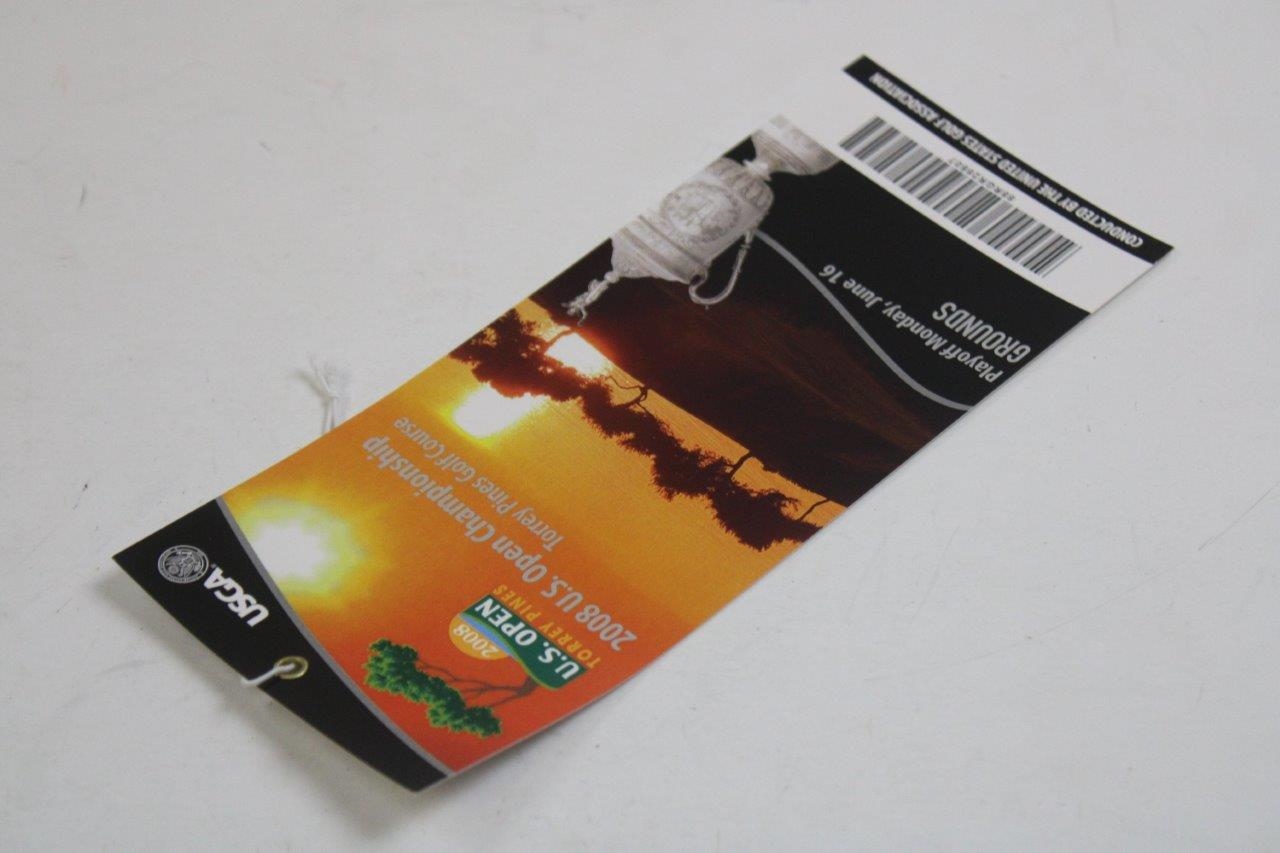 USGA®
2008
U.S. OPEN
TORREY PINES
2008 U.S. Open Championship
Torrey Pines Golf Course
Playoff Monday, June 16
GROUNDS
CONDUCTED BY THE UNITED STATES GOLF ASSOCIATION